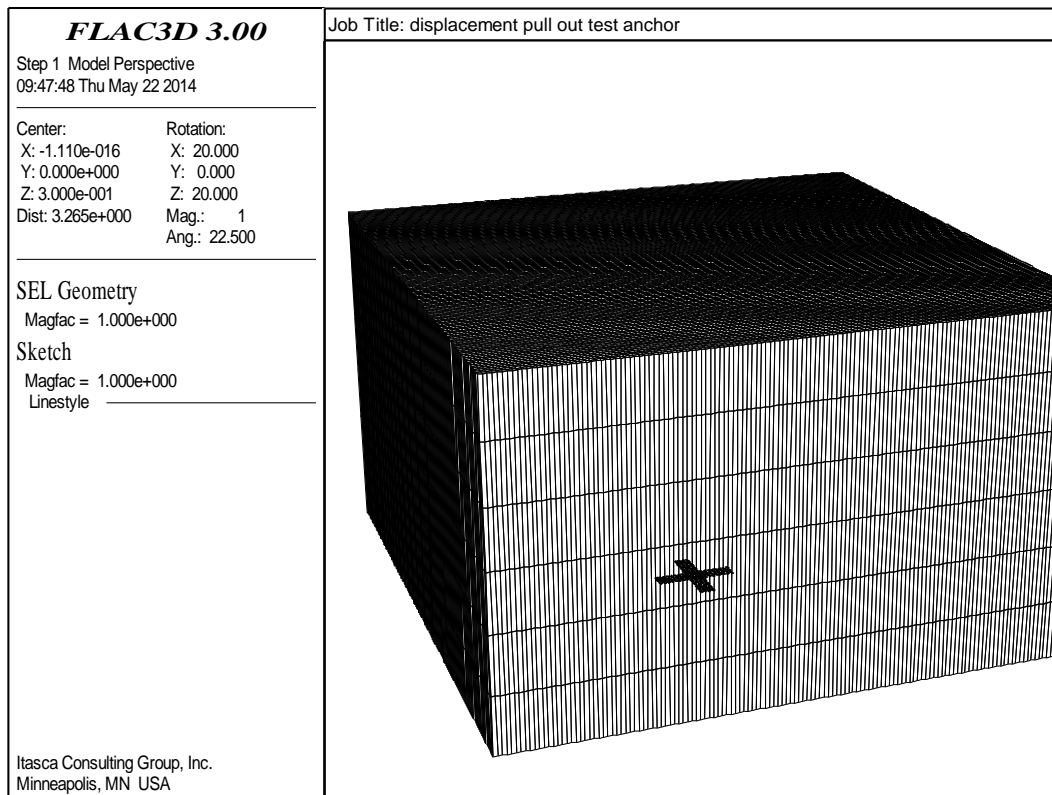 FLAC3D 3.00
Step 1 Model Perspective
09:47:48 Thu May 22 2014
Center:
X: -1.110e-016
Y: 0.000e+000
Z: 3.000e-001
Dist: 3.265e+000
Rotation:
X: 20.000
Y: 0.000
Z: 20.000
Mag.: 1
Ang.: 22.500
SEL Geometry
Magfac = 1.000e+000
Sketch
Magfac = 1.000e+000
Linestyle
Itasca Consulting Group, Inc.
Minneapolis, MN USA
Job Title: displacement pull out test anchor